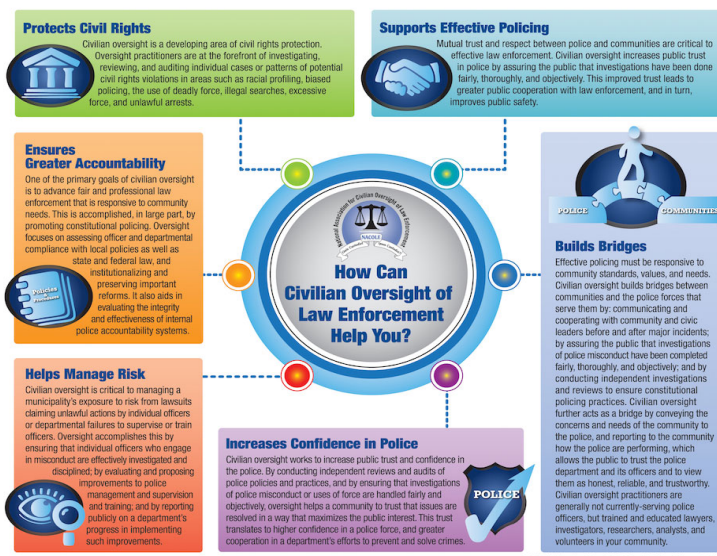 Protects Civil Rights
Civilian oversight is a developing area of civil rights protection.
Oversight practitioners are at the forefront of investigating,
reviewing, and auditing individual cases or patterns of potential
civil rights violations in areas such as racial profiling, biased
policing, the use of deadly force, illegal searches, excessive
force, and unlawful arrests.
Supports Effective Policing
Mutual trust and respect between police and communities are critical to
effective law enforcement. Civilian oversight increases public trust
in police by assuring the public that investigations have been done
fairly, thoroughly, and objectively. This improved trust leads to
greater public cooperation with law enforcement, and in turn,
improves public safety.
Ensures
Greater Accountability
One of the primary goals of civilian oversight
is to advance fair and professional law
enforcement that is responsive to community
needs. This is accomplished, in large part, by
promoting constitutional policing. Oversight
focuses on assessing officer and departmental
compliance with local policies as well as
state and federal law, and
institutionalizing and
preserving important
reforms. It also aids in
evaluating the integrity
and effectiveness of internal
police accountability systems.
Policies
National Association for Civilian Oversight of Law Enforcement
NACOLE
How Can
Civilian Oversight of
Law Enforcement
Help You?
POLICE
COMMUNITIES
Builds Bridges
Effective policing must be responsive to
community standards, values, and needs.
Civilian oversight builds bridges between
communities and the police forces that
serve them by: communicating and
cooperating with community and civic
leaders before and after major incidents;
by assuring the public that investigations
of police misconduct have been completed
fairly, thoroughly, and objectively; and by
conducting independent investigations
and reviews to ensure constitutional
policing practices. Civilian oversight
further acts as a bridge by conveying the
concerns and needs of the community to
the police, and reporting to the community
how the police are performing, which
allows the public to trust the police
department and its officers and to view
them as honest, reliable, and trustworthy.
Civilian oversight practitioners are
generally not currently-serving police
officers, but trained and educated lawyers,
investigators, researchers, analysts, and
volunteers in your community.
Helps Manage Risk
Civilian oversight is critical to managing a
municipality's exposure to risk from lawsuits
claiming unlawful actions by individual officers
or departmental failures to supervise or train
officers. Oversight accomplishes this by
ensuring that individual officers who engage
in misconduct are effectively investigated and
disciplined; by evaluating and proposing
improvements to police
management and supervision
and training; and by reporting
publicly on a department's
progress in implementing
such improvements.
Increases Confidence in Police
Civilian oversight works to increase public trust and confidence in
the police. By conducting independent reviews and audits of
police policies and practices, and by ensuring that investigations
of police misconduct or uses of force are handled fairly and
objectively, oversight helps a community to trust that issues are
resolved in a way that maximizes the public interest. This trust
translates to higher confidence in a police force, and greater
cooperation in a department's efforts to prevent and solve crimes.
POLICE